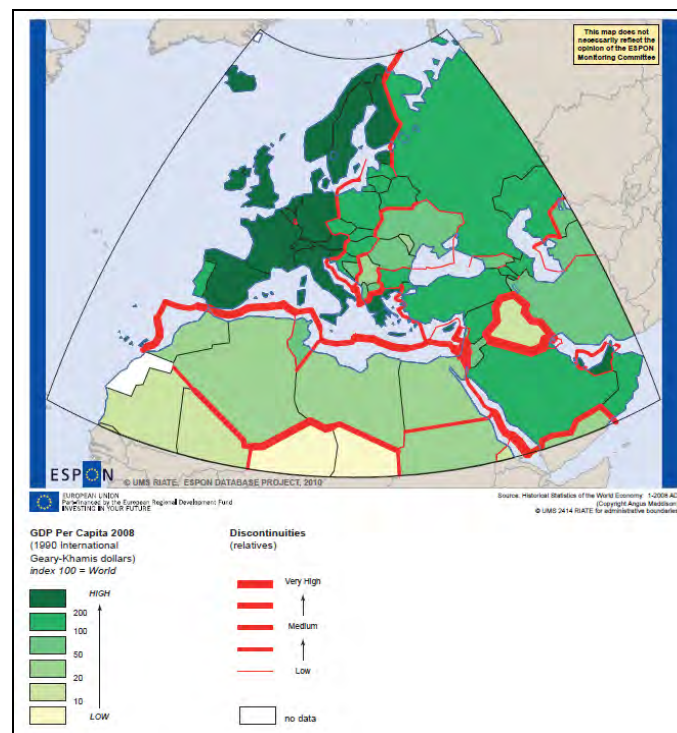 This map does not
necessarily reflect the
opinion of the ESPON
Monitoring Committee
ESPON
© UMS RIATE. ESPON DATABASE PROJECT, 2010
EUROPEAN UNION
Part-financed by the European Regional Development Fund
INVESTING IN YOUR FUTURE
Source: Historical Statistics of the World Economy 1-2008 AD
(Copyright Angus Maddison)
© UMS 2414 RIATE for administrative boundaries
GDP Per Capita 2008
(1990 International
Geary-Khamis dollars)
index 100 = World
HIGH
200
100
50
20
10
LOW
Discontinuities
(relatives)
Very High
Medium
Low
no data